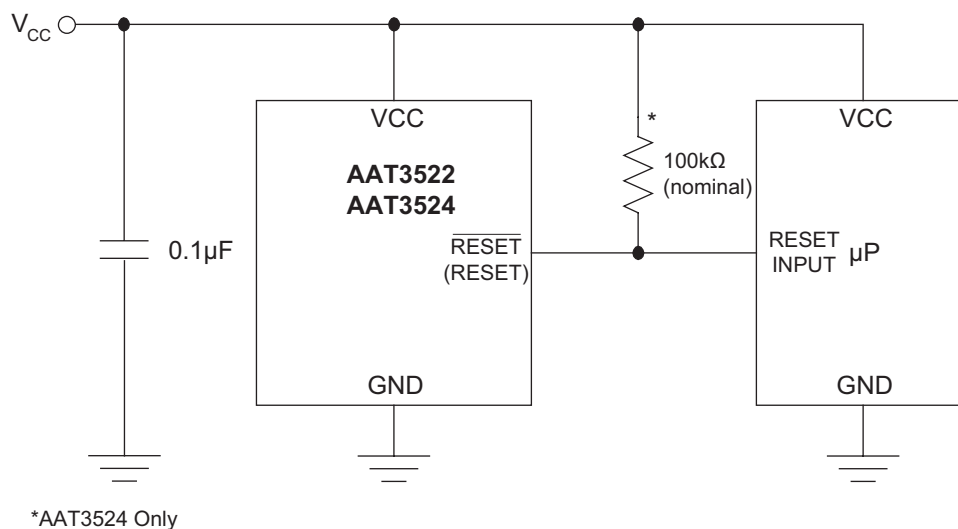 V_CC
VCC
AAT3522
AAT3524
RESET
(RESET)
GND
0.1µF
*
100kΩ
(nominal)
VCC
RESET
INPUT
µP
GND
*AAT3524 Only